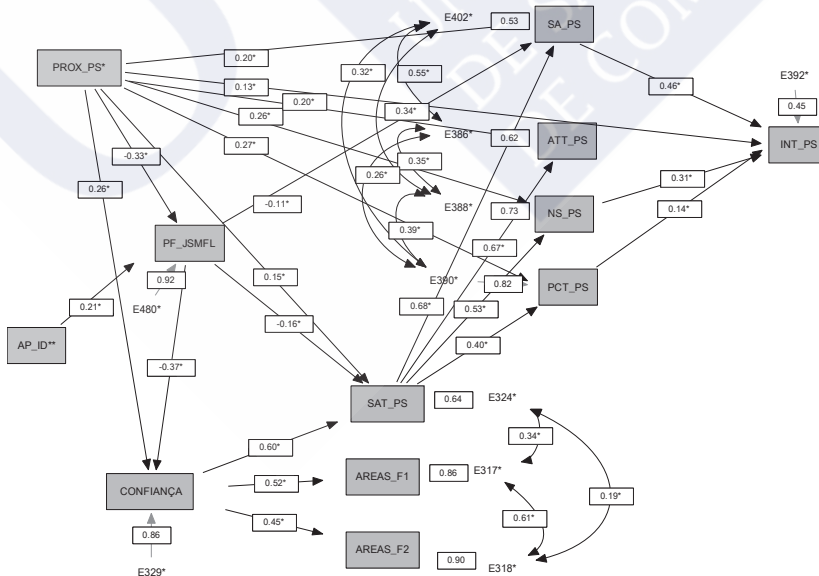 E402*
0.53
SA_PS
PROX_PS*
0.20*
0.32*
0.55*
0.46*
E392*
0.45
0.13*
0.20*
0.26*
0.34*
E386*
0.62
ATT_PS
INT_PS
0.27*
-0.33*
0.35*
0.26*
0.26*
-0.11*
E388*
0.73
NS_PS
0.31*
0.14*
PF_JSMFL
0.39*
0.67*
0.92
0.15*
E390*
0.82
PCT_PS
0.21*
E480*
0.68*
0.53*
-0.16*
AP_ID**
0.40*
-0.37*
SAT_PS
0.64
E324*
0.34*
0.60*
CONFIANÇA
0.52*
AREAS_F1
0.86
E317*
0.19*
0.45*
0.61*
0.86
AREAS_F2
0.90
E318*
E329*